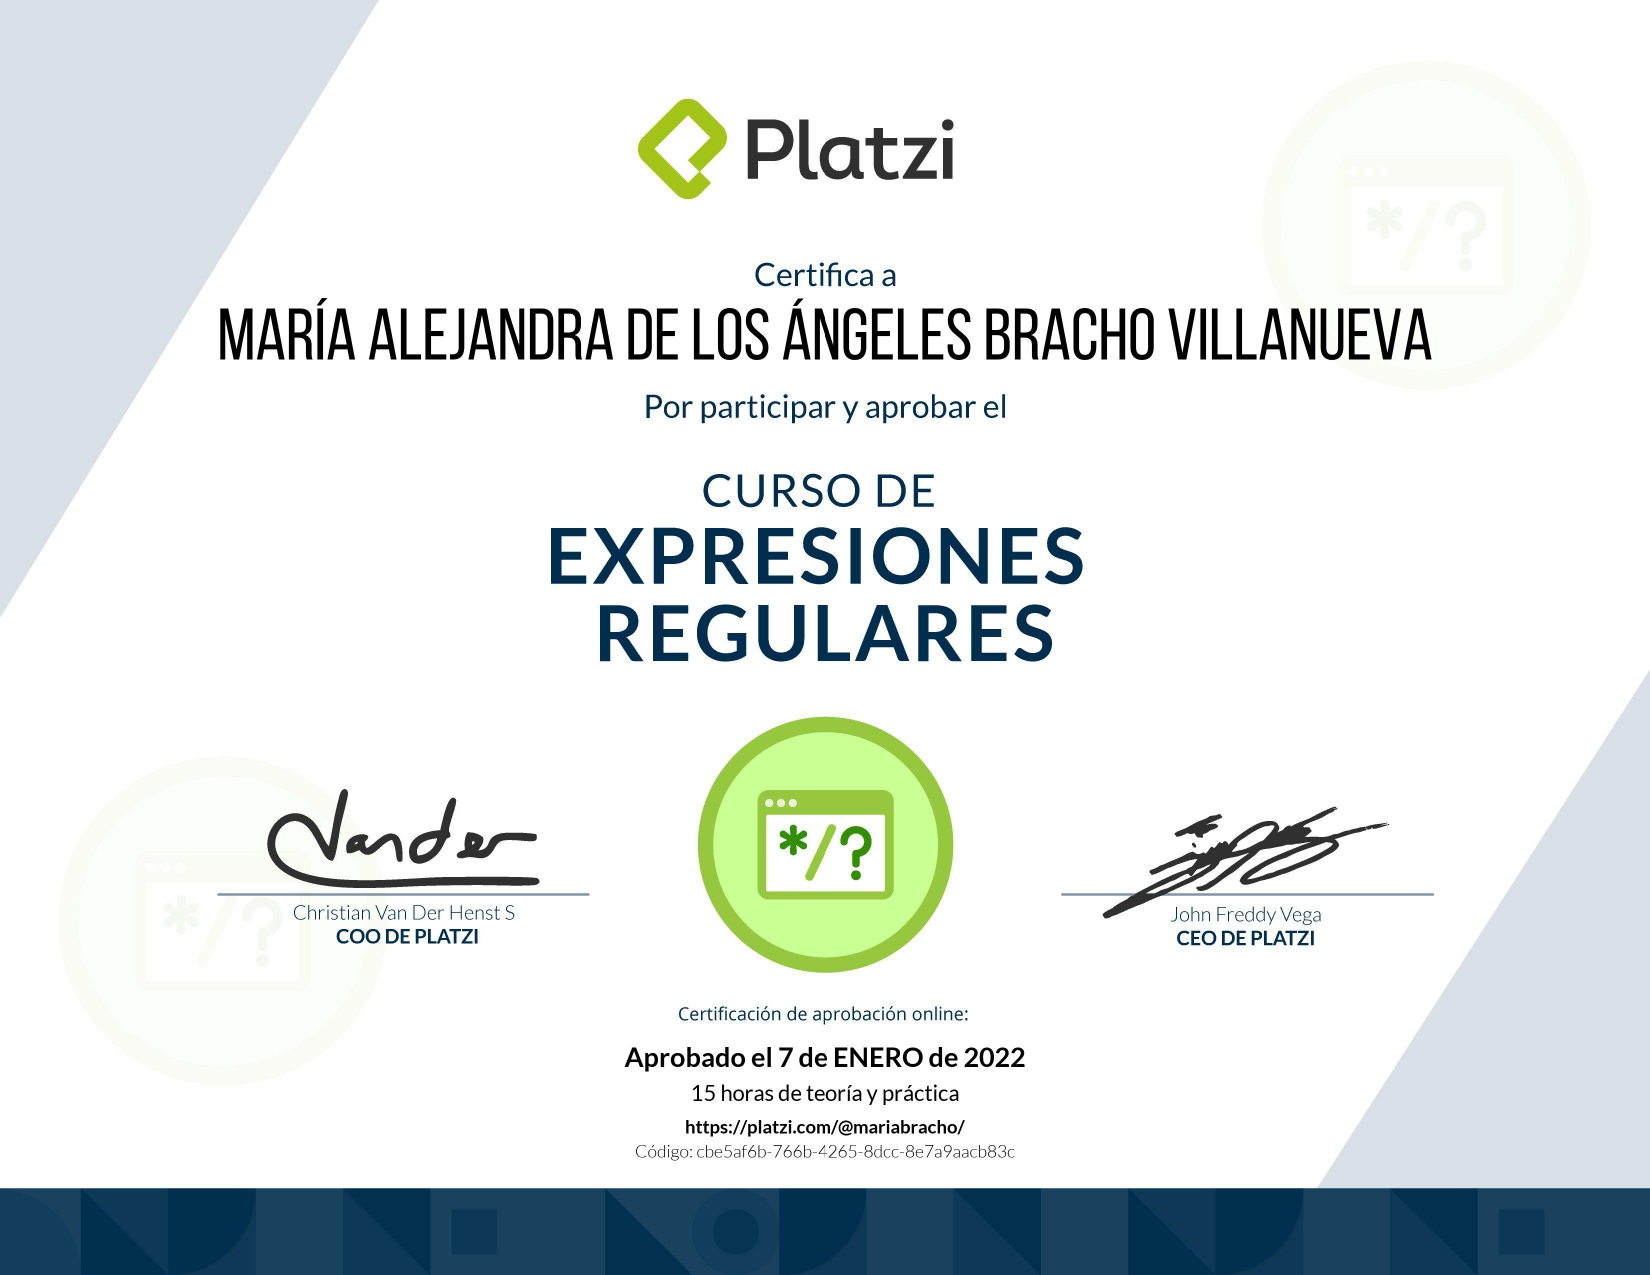 Platzi
Certifica a
MARÍA ALEJANDRA DE LOS ÁNGELES BRACHO VILLANUEVA
Por participar y aprobar el
CURSO DE
EXPRESIONES
REGULARES
*/?
*/?
*/?
Vander
Christian Van Der Henst S
COO DE PLATZI
John Freddy Vega
CEO DE PLATZI
Certificación de aprobación online:
Aprobado el 7 de ENERO de 2022
15 horas de teoría y práctica
https://platzi.com/@mariabracho/
Código: cbe5af6b-766b-4265-8dcc-8e7a9aacb83c